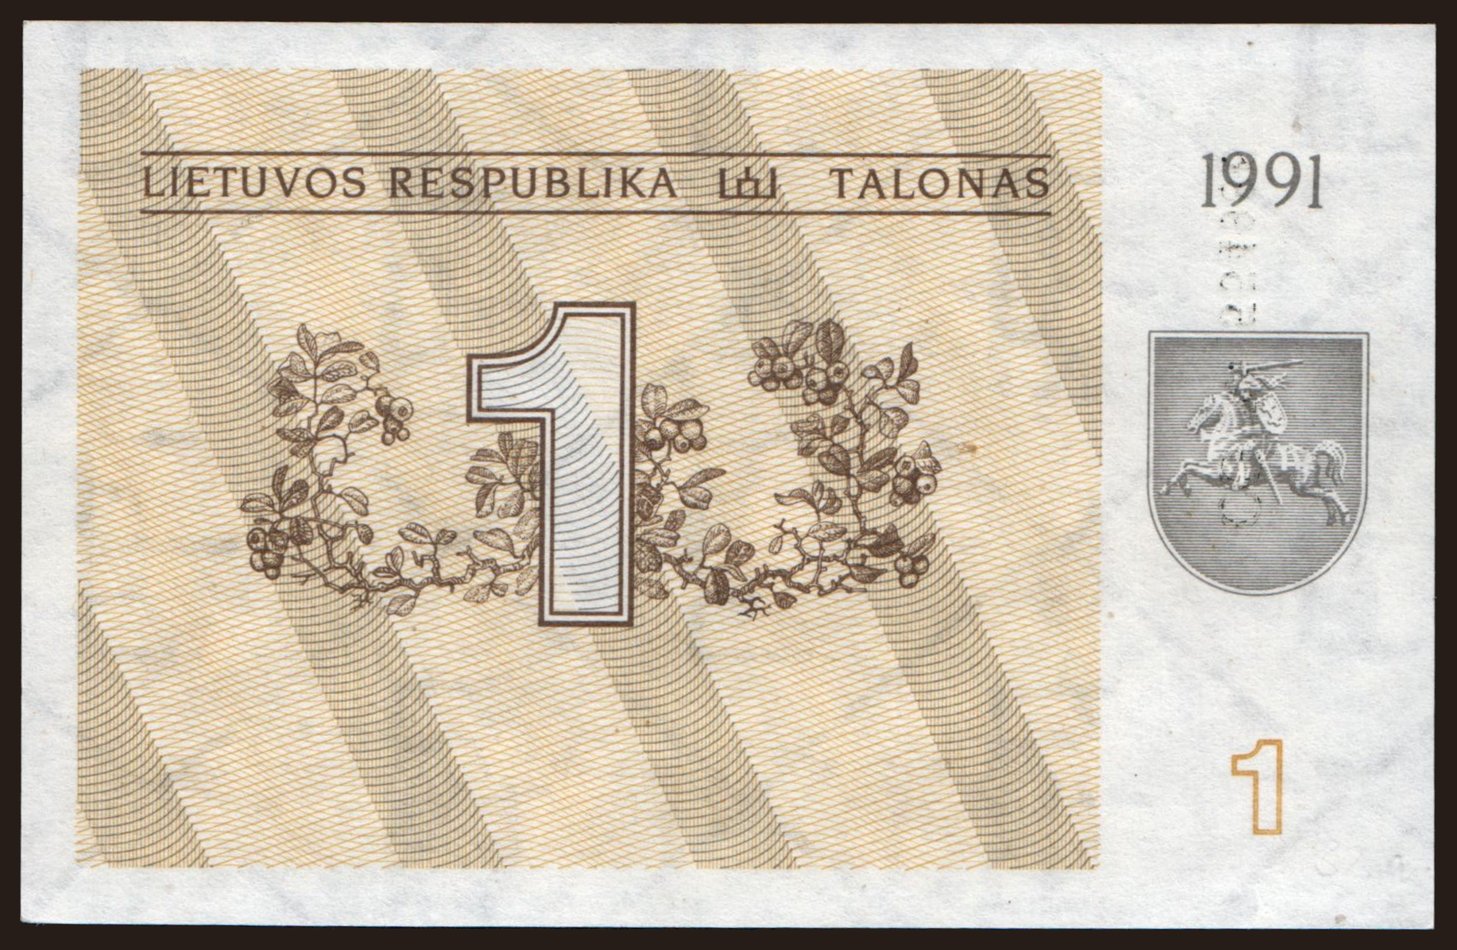 LIETUVOS RESPUBLIKA TALONAS
1991
1
1